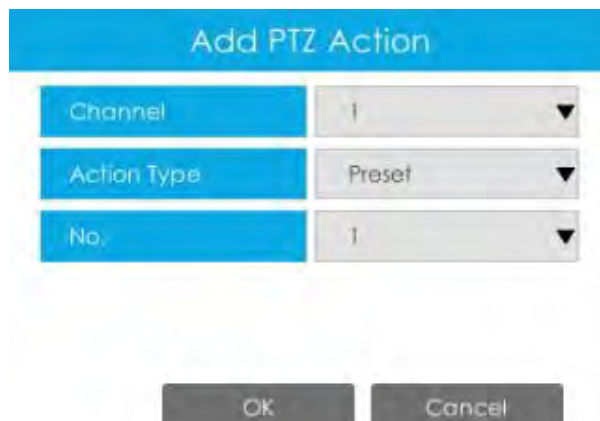 Add PTZ Action
Channel 1
Action Type Preset
No. 1
OK Cancel